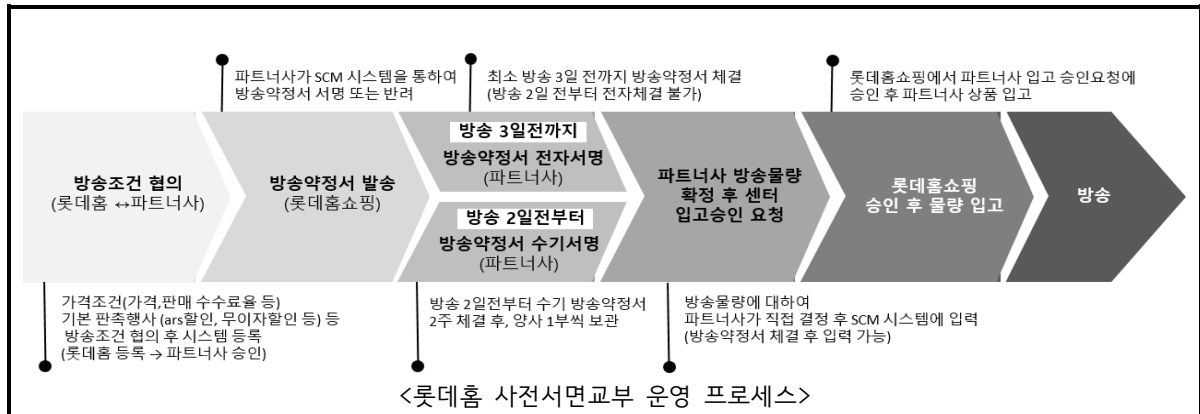 파트너사가 SCM 시스템을 통하여
방송약정서 서명 또는 반려
최소 방송 3일 전까지 방송약정서 체결
(방송 2일 전부터 전자체결 불가)
롯데홈쇼핑에서 파트너사 입고 승인요청에
승인 후 파트너사 상품 입고
방송조건 협의
(롯데홈 ↔파트너사)
방송약정서 발송
(롯데홈쇼핑)
방송 3일전까지
방송약정서 전자서명
(파트너사)
방송 2일전부터
방송약정서 수기서명
(파트너사)
파트너사 방송물량
확정 후 센터
입고승인 요청
롯데홈쇼핑
승인 후 물량 입고
방송
가격조건(가격,판매 수수료율 등)
기본 판촉행사 (ars할인, 무이자할인 등) 등
방송조건 협의 후 시스템 등록
(롯데홈 등록 → 파트너사 승인)
방송 2일전부터 수기 방송약정서
2주 체결 후, 양사 1부씩 보관
방송물량에 대하여
파트너사가 직접 결정 후 SCM 시스템에 입력
(방송약정서 체결 후 입력 가능)
<롯데홈 사전서면교부 운영 프로세스>